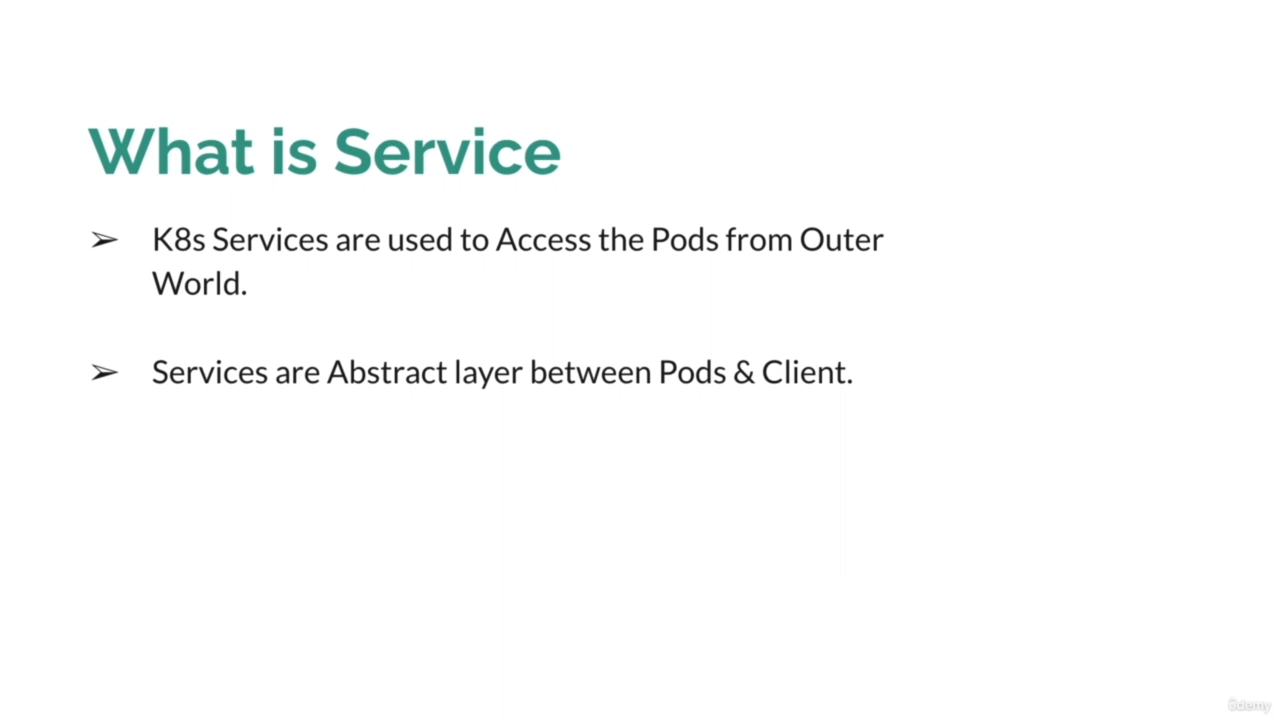 What is Service
➢ K8s Services are used to Access the Pods from Outer
World.
➢ Services are Abstract layer between Pods & Client.
ûdemy